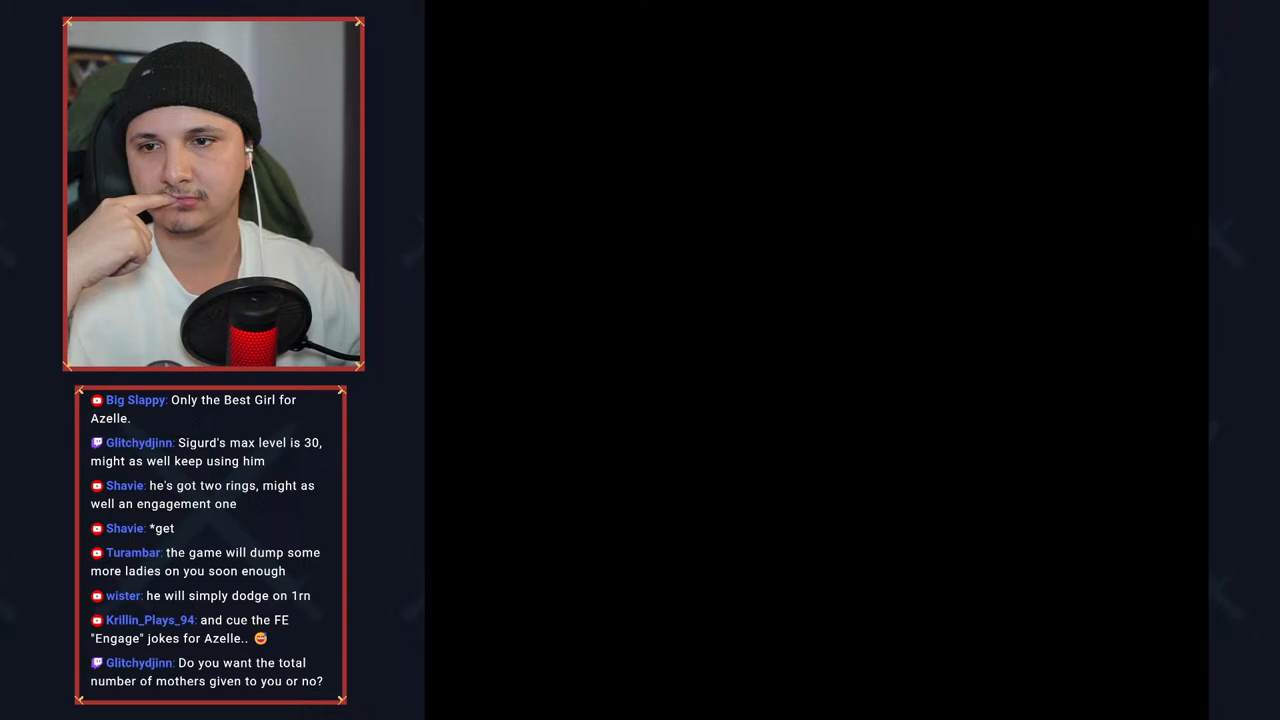 Big Slappy: Only the Best Girl for
Azelle.
Glitchydjinn: Sigurd's max level is 30,
might as well keep using him
Shavie: he's got two rings, might as
well an engagement one
Shavie: *get
Turambar: the game will dump some
more ladies on you soon enough
wister: he will simply dodge on 1rn
Krillin_Plays_94: and cue the FE
"Engage" jokes for Azelle.. 😅
Glitchydjinn: Do you want the total
number of mothers given to you or no?